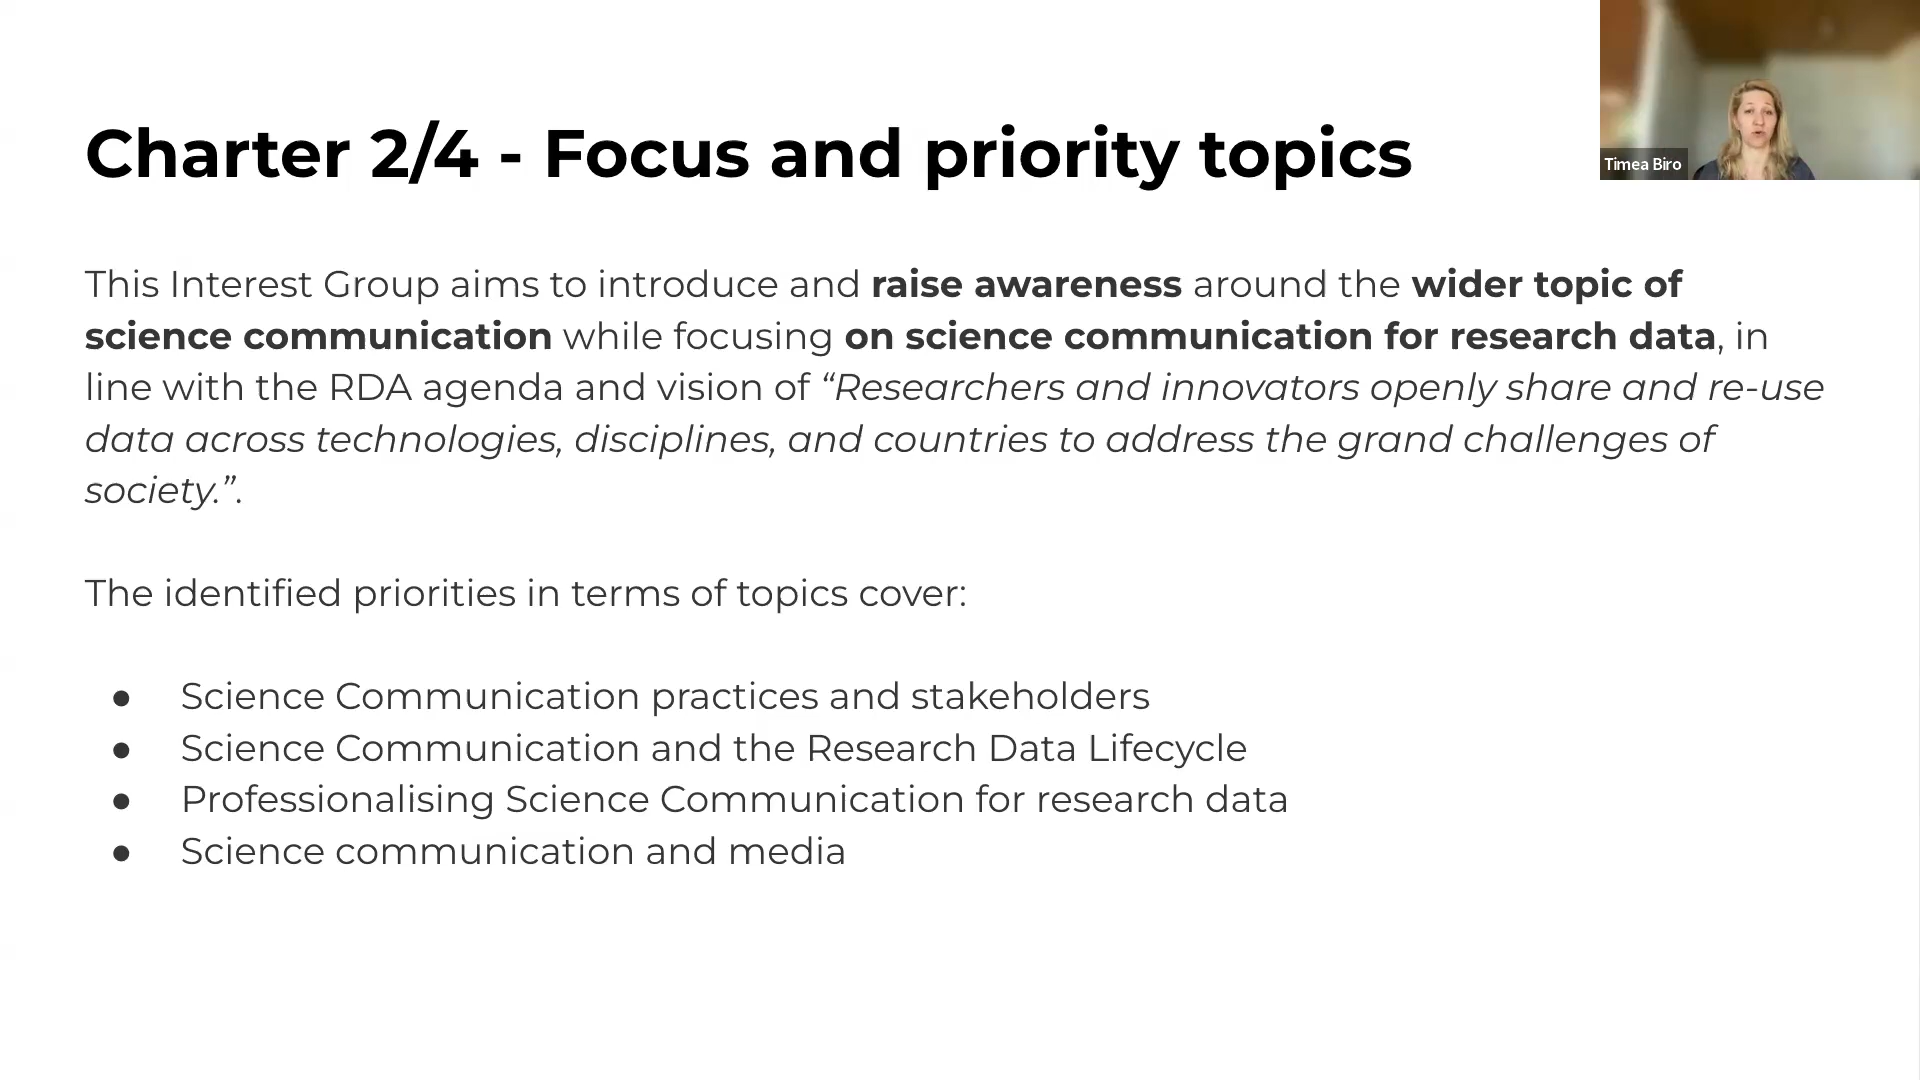 Charter 2/4 - Focus and priority topics
Timea Biro
This Interest Group aims to introduce and raise awareness around the wider topic of
science communication while focusing on science communication for research data, in
line with the RDA agenda and vision of “Researchers and innovators openly share and re-use
data across technologies, disciplines, and countries to address the grand challenges of
society.”.
The identified priorities in terms of topics cover:
● Science Communication practices and stakeholders
● Science Communication and the Research Data Lifecycle
● Professionalising Science Communication for research data
● Science communication and media